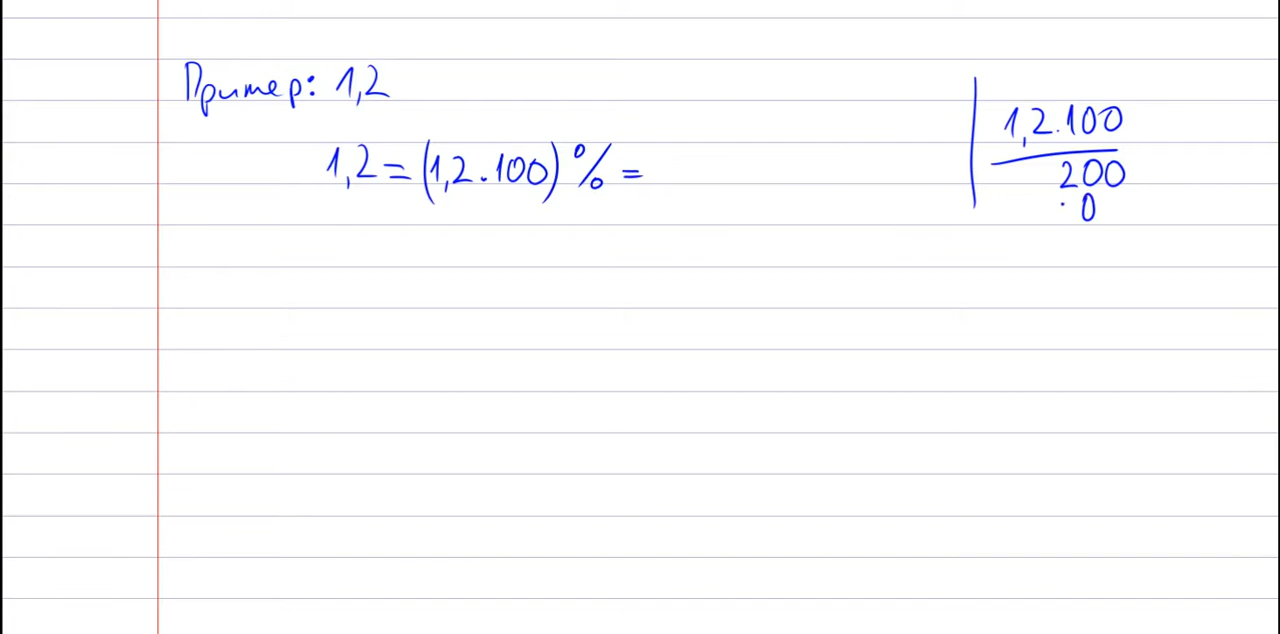 Пример: 1,2
1,2 = (1,2 . 100) % =
1,2 . 100
200
. 0